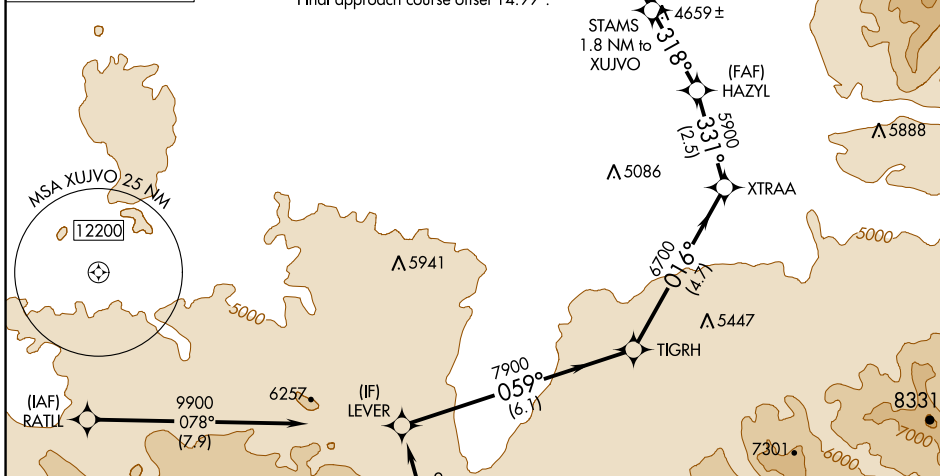 Final approach course offset 14.99°.
4659±
STAMS
1.8 NM to
XUJVO
318°
(FAF)
HAZYL
5900
331°
(2.5)
5888
5086
MSA XUJVO 25 NM
12200
XTRAA
5000
5941
6700
016°
(4.7)
5000
5447
TIGRH
7900
059°
(6.1)
(IAF)
RATLL
9900
078°
(7.9)
6257
(IF)
LEVER
8331
7000
7301
6000